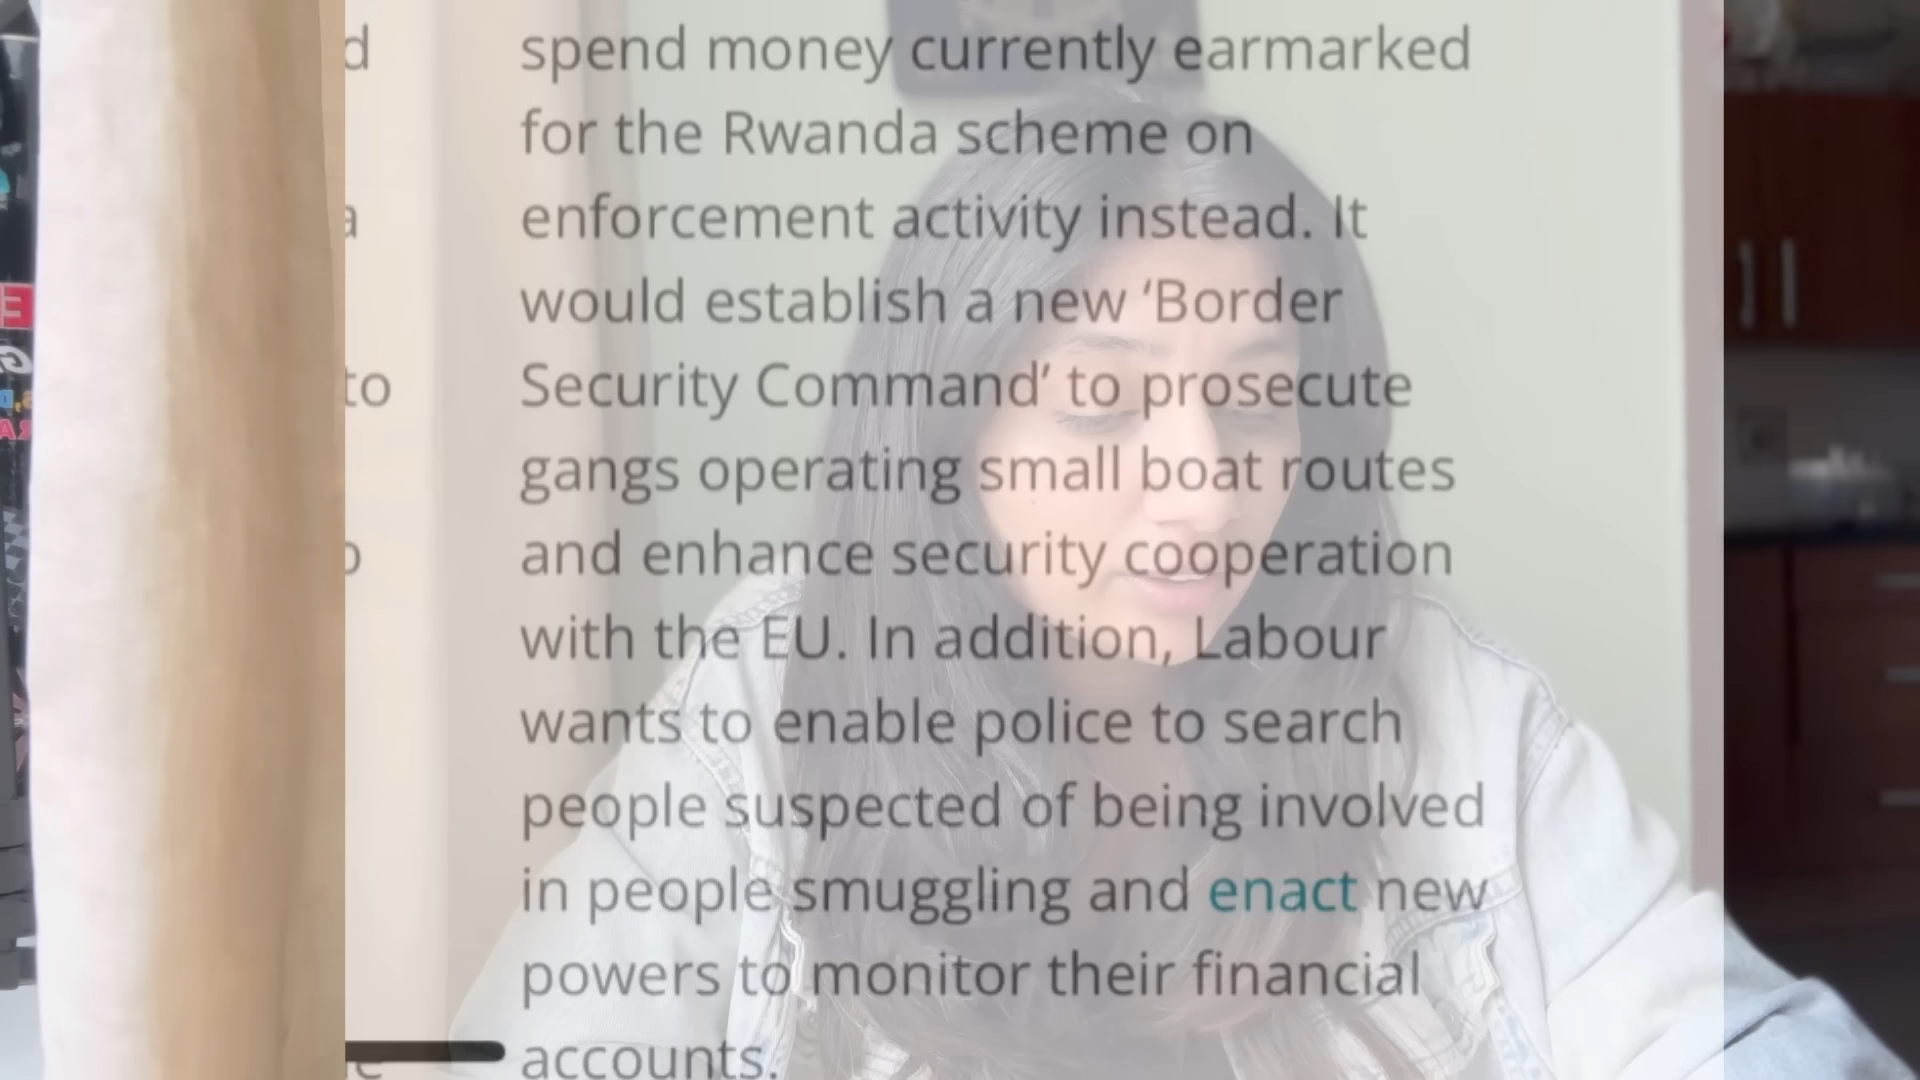 spend money currently earmarked
for the Rwanda scheme on
enforcement activity instead. It
would establish a new ‘Border
Security Command’ to prosecute
gangs operating small boat routes
and enhance security cooperation
with the EU. In addition, Labour
wants to enable police to search
people suspected of being involved
in people smuggling and enact new
powers to monitor their financial
accounts.
to